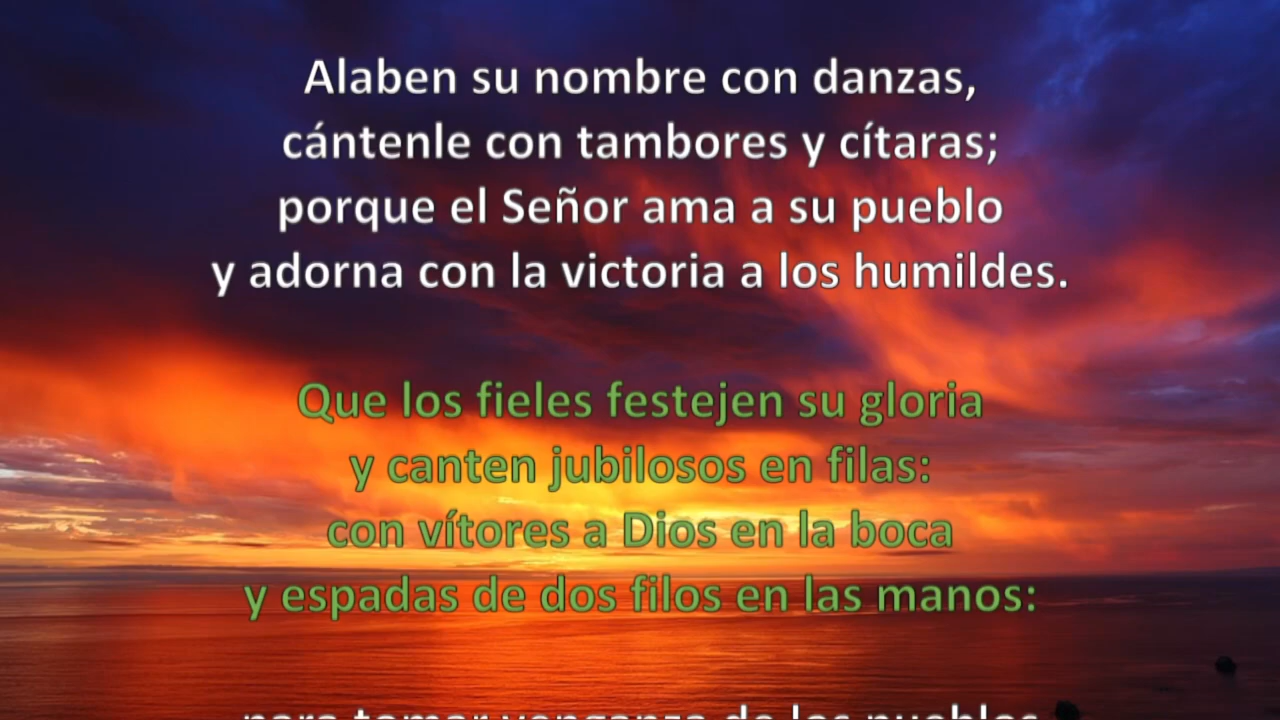 Alaben su nombre con danzas,
cántenle con tambores y cítaras;
porque el Señor ama a su pueblo
y adorna con la victoria a los humildes.
Que los fieles festejen su gloria
y canten jubilosos en filas:
con vítores a Dios en la boca
y espadas de dos filos en las manos:
para tomar venganza de los pueblos